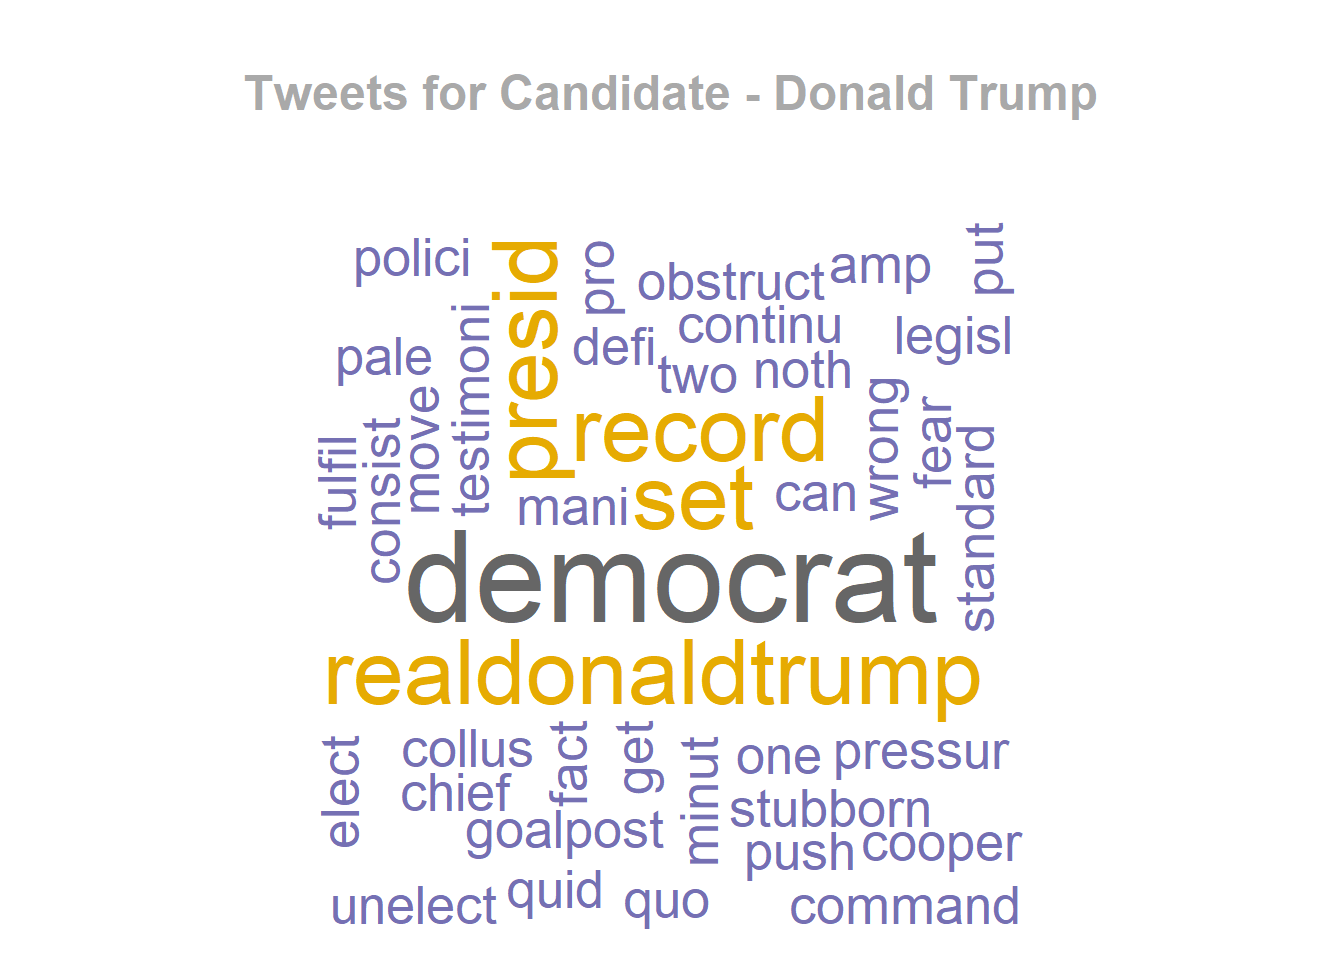 Tweets for Candidate - Donald Trump
polici
presid
pro
obstruct
amp
put
pale
testimoni
defi
continu
two
noth
legisl
fulfil
consist
move
record
wrong
fear
standard
mani
set
can
democrat
realdonaldtrump
elect
collus
chief
fact
get
goalpost
minut
one
pressur
stubborn
push
cooper
unelect
quid
quo
command